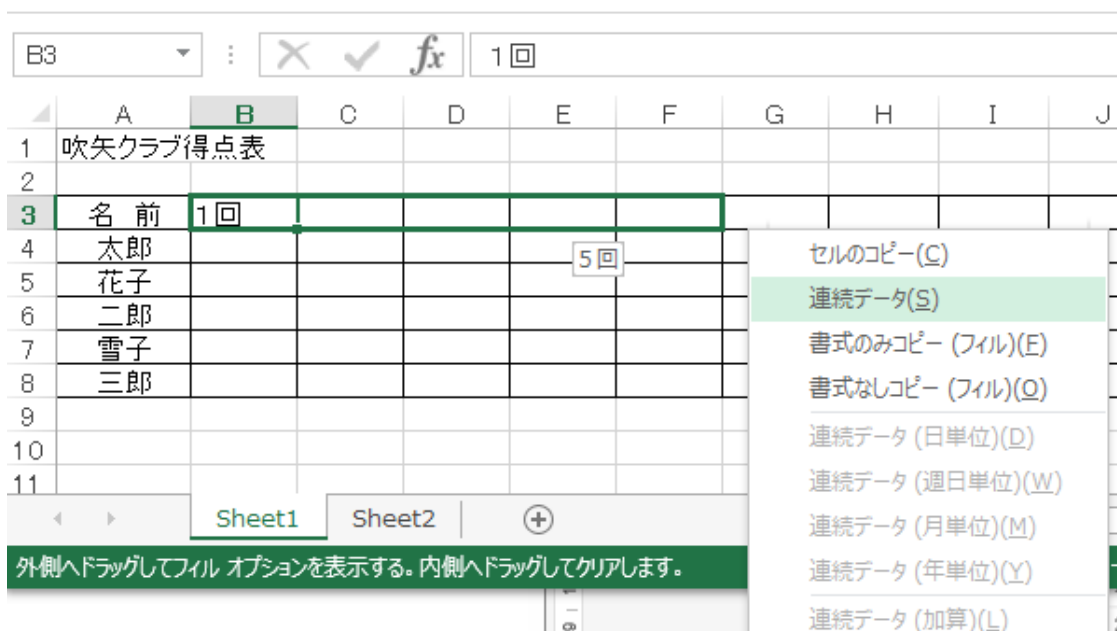 B3
fx
1回
A B C D E F G H I J
1 吹矢クラブ得点表
2
3 名 前 1回
4 太郎
5回
5 花子
6 二郎
7 雪子
8 三郎
9
10
11
セルのコピー(C)
連続データ(S)
書式のみコピー (フィル)(F)
書式なしコピー (フィル)(O)
連続データ (日単位)(D)
連続データ (週日単位)(W)
連続データ (月単位)(M)
連続データ (年単位)(Y)
連続データ (加算)(L)
Sheet1 Sheet2
外側へドラッグしてフィル オプションを表示する。内側へドラッグしてクリアします。